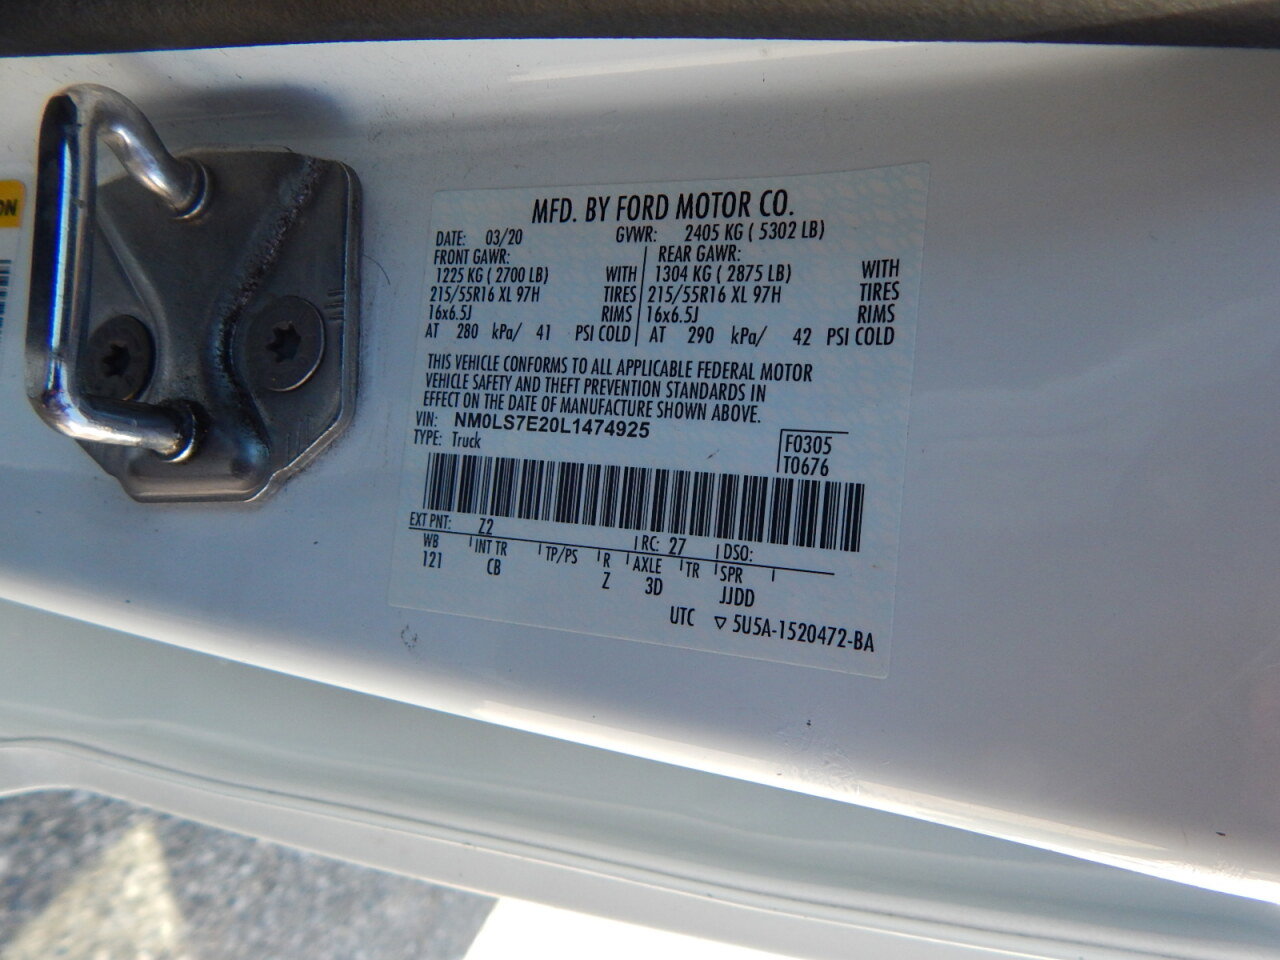 ON
MFD. BY FORD MOTOR CO.
DATE: 03/20 GVWR: 2405 KG ( 5302 LB)
FRONT GAWR: REAR GAWR:
1225 KG ( 2700 LB) WITH 1304 KG ( 2875 LB) WITH
215/55R16 XL 97H TIRES 215/55R16 XL 97H TIRES
16x6.5J RIMS 16x6.5J RIMS
AT 280 kPa/ 41 PSI COLD AT 290 kPa/ 42 PSI COLD
THIS VEHICLE CONFORMS TO ALL APPLICABLE FEDERAL MOTOR
VEHICLE SAFETY AND THEFT PREVENTION STANDARDS IN
EFFECT ON THE DATE OF MANUFACTURE SHOWN ABOVE.
VIN: NM0LS7E20L1474925
TYPE: Truck
F0305
T0676
EXT PNT: Z2 RC: 27 DSO:
WB INT TR TP/PS R AXLE TR SPR
121 CB Z 3D JJDD
UTC ▽ 5U5A-1520472-BA